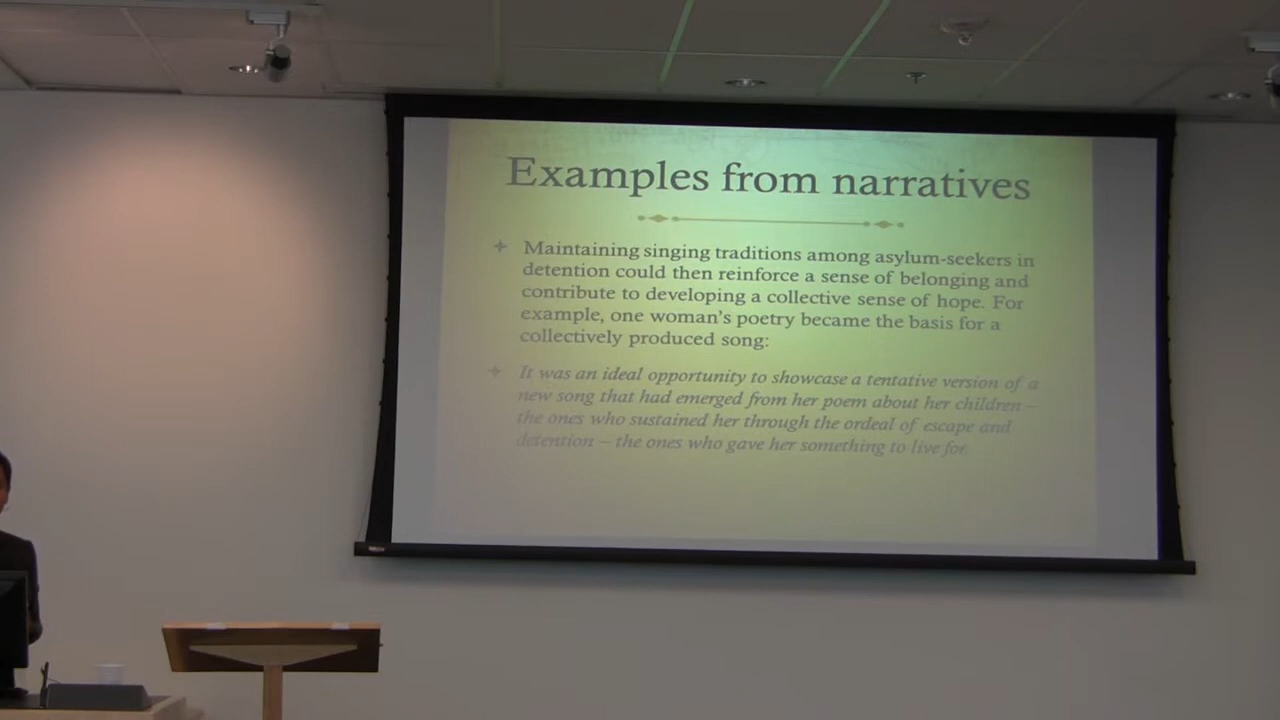 Examples from narratives
Maintaining singing traditions among asylum-seekers in
detention could then reinforce a sense of belonging and
contribute to developing a collective sense of hope. For
example, one woman's poetry became the basis for a
collectively produced song:
It was an ideal opportunity to showcase a tentative version of a
new song that had emerged from her poem about her children –
the ones who sustained her through the ordeal of escape and
detention – the ones who gave her something to live for.